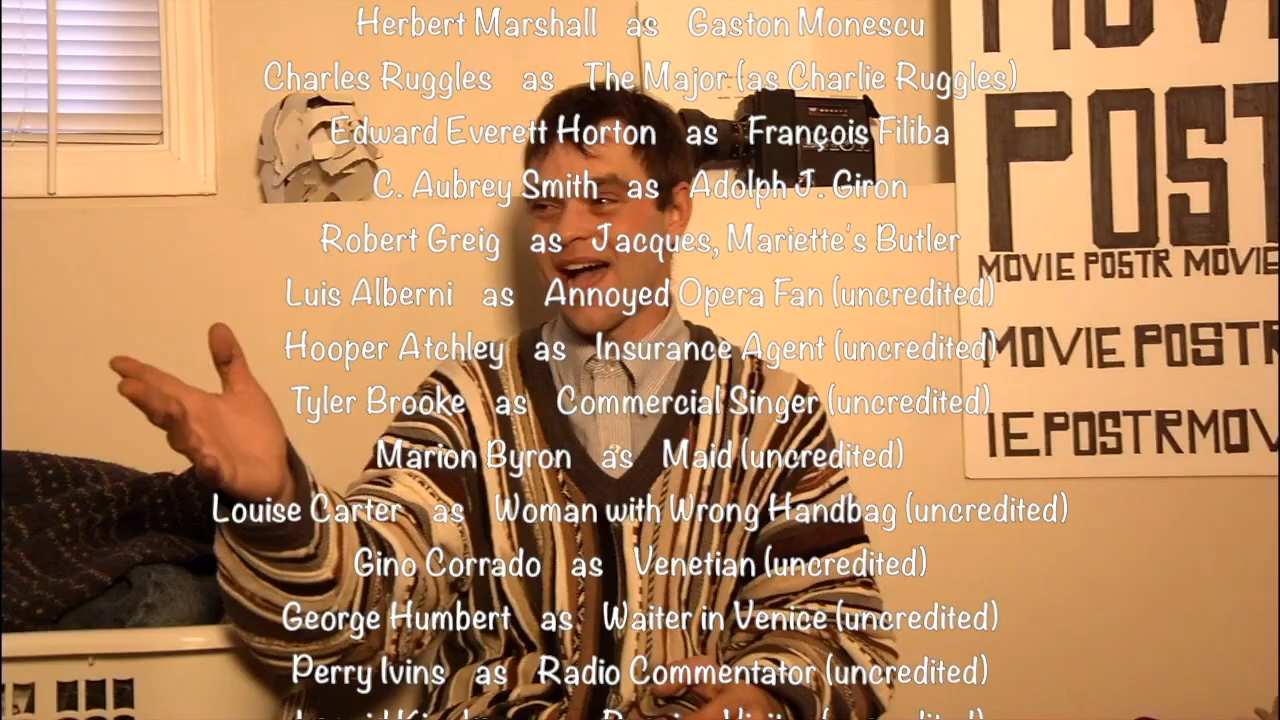 Herbert Marshall as Gaston Monescu
Charles Ruggles as The Major (as Charlie Ruggles)
Edward Everett Horton as François Filiba
C. Aubrey Smith as Adolph J. Giron
Robert Greig as Jacques, Mariette's Butler
Luis Alberni as Annoyed Opera Fan (uncredited)
Hooper Atchley as Insurance Agent (uncredited)
Tyler Brooke as Commercial Singer (uncredited)
Marion Byron as Maid (uncredited)
Louise Carter as Woman with Wrong Handbag (uncredited)
Gino Corrado as Venetian (uncredited)
George Humbert as Waiter in Venice (uncredited)
Perry Ivins as Radio Commentator (uncredited)
MOVI
POST
MOVIE POSTR MOVIE
MOVIE POSTR
IE POSTR MOV